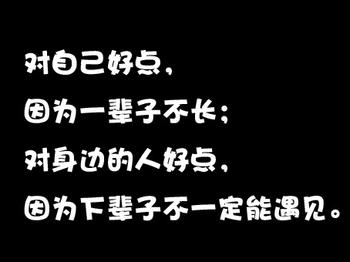 对自己好点，
因为一辈子不长；
对身边的人好点，
因为下辈子不一定能遇见。